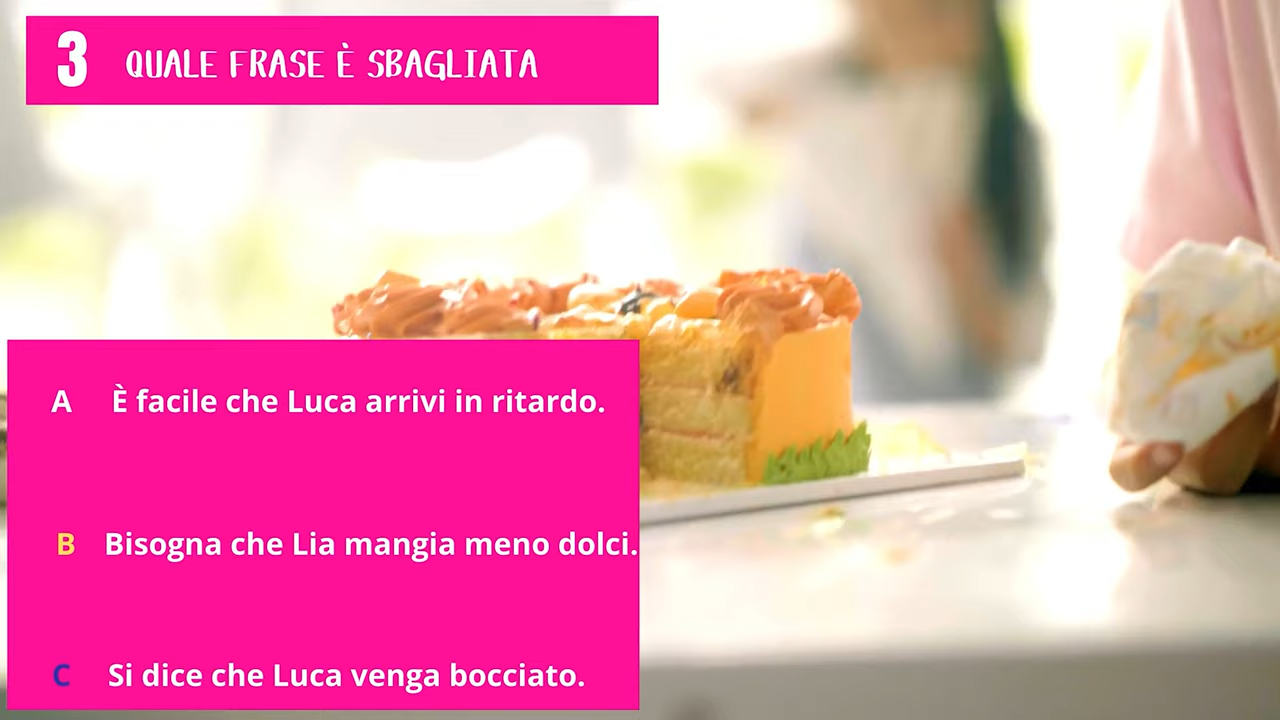 3 QUALE FRASE È SBAGLIATA
A È facile che Luca arrivi in ritardo.
B Bisogna che Lia mangia meno dolci.
C Si dice che Luca venga bocciato.